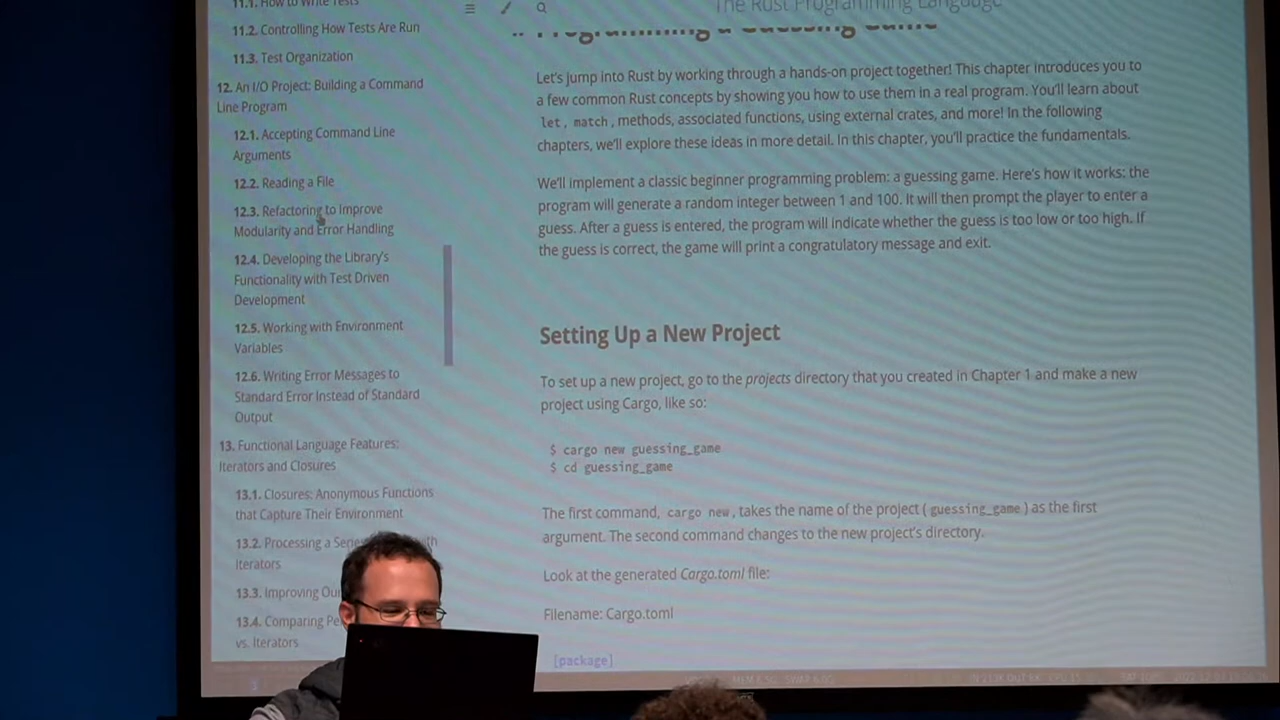 11.1. How to Write Tests
11.2. Controlling How Tests Are Run
11.3. Test Organization
12. An I/O Project: Building a Command
Line Program
12.1. Accepting Command Line
Arguments
12.2. Reading a File
12.3. Refactoring to Improve
Modularity and Error Handling
12.4. Developing the Library's
Functionality with Test Driven
Development
12.5. Working with Environment
Variables
12.6. Writing Error Messages to
Standard Error Instead of Standard
Output
13. Functional Language Features:
Iterators and Closures
13.1. Closures: Anonymous Functions
that Capture Their Environment
13.2. Processing a Series with
Iterators
13.3. Improving Our
13.4. Comparing
vs. Iterators
The Rust Programming Language
Programming a Guessing Game
Let's jump into Rust by working through a hands-on project together! This chapter introduces you to
a few common Rust concepts by showing you how to use them in a real program. You'll learn about
let, match, methods, associated functions, using external crates, and more! In the following
chapters, we'll explore these ideas in more detail. In this chapter, you'll practice the fundamentals.
We'll implement a classic beginner programming problem: a guessing game. Here's how it works: the
program will generate a random integer between 1 and 100. It will then prompt the player to enter a
guess. After a guess is entered, the program will indicate whether the guess is too low or too high. If
the guess is correct, the game will print a congratulatory message and exit.
Setting Up a New Project
To set up a new project, go to the projects directory that you created in Chapter 1 and make a new
project using Cargo, like so:
$ cargo new guessing_game
$ cd guessing_game
The first command, cargo new, takes the name of the project (guessing_game) as the first
argument. The second command changes to the new project's directory.
Look at the generated Cargo.toml file:
Filename: Cargo.toml
[package]